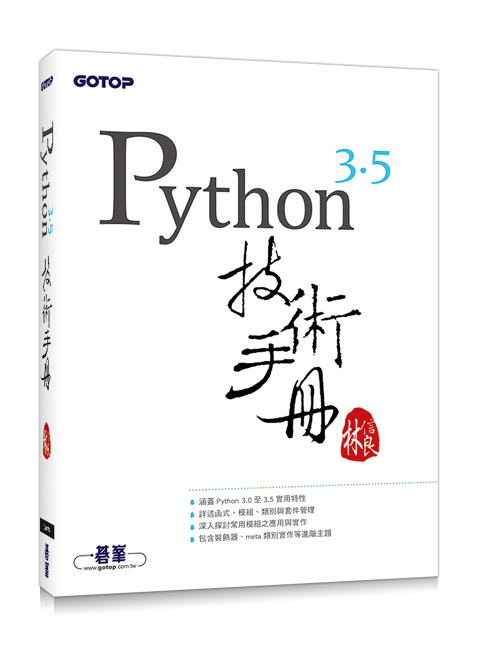 GOTOP
GOTOP
Python 3.5
技術手冊
林信良
Python 3.5
技術
手冊
林信良
涵蓋 Python 3.0 至 3.5 實用特性
詳述函式、模組、類別與套件管理
深入探討常用模組之應用與實作
包含裝飾器、meta 類別實作等進階主題
碁峯
www.gotop.com.tw